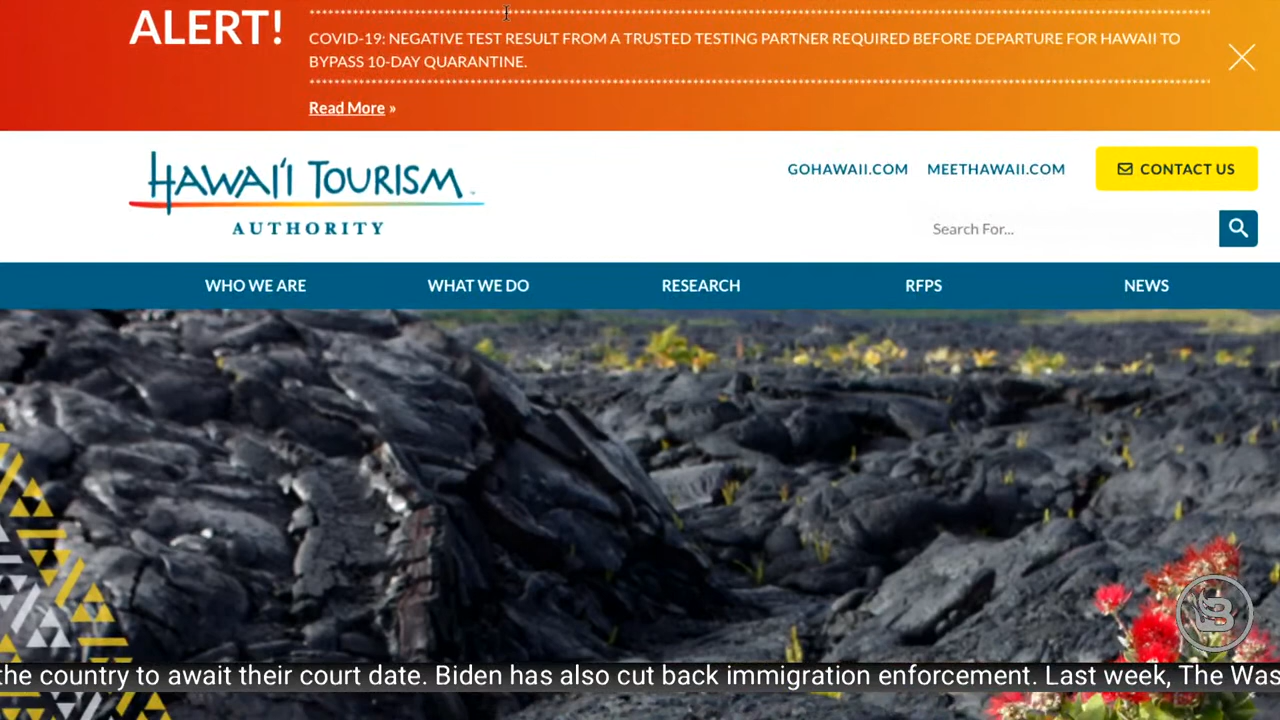 ALERT!
COVID-19: NEGATIVE TEST RESULT FROM A TRUSTED TESTING PARTNER REQUIRED BEFORE DEPARTURE FOR HAWAII TO
BYPASS 10-DAY QUARANTINE.
Read More »
HAWAI'I TOURISM
AUTHORITY
GOHAWAII.COM MEETHAWAII.COM CONTACT US
Search For...
WHO WE ARE WHAT WE DO RESEARCH RFPS NEWS
B
the country to await their court date. Biden has also cut back immigration enforcement. Last week, The Was